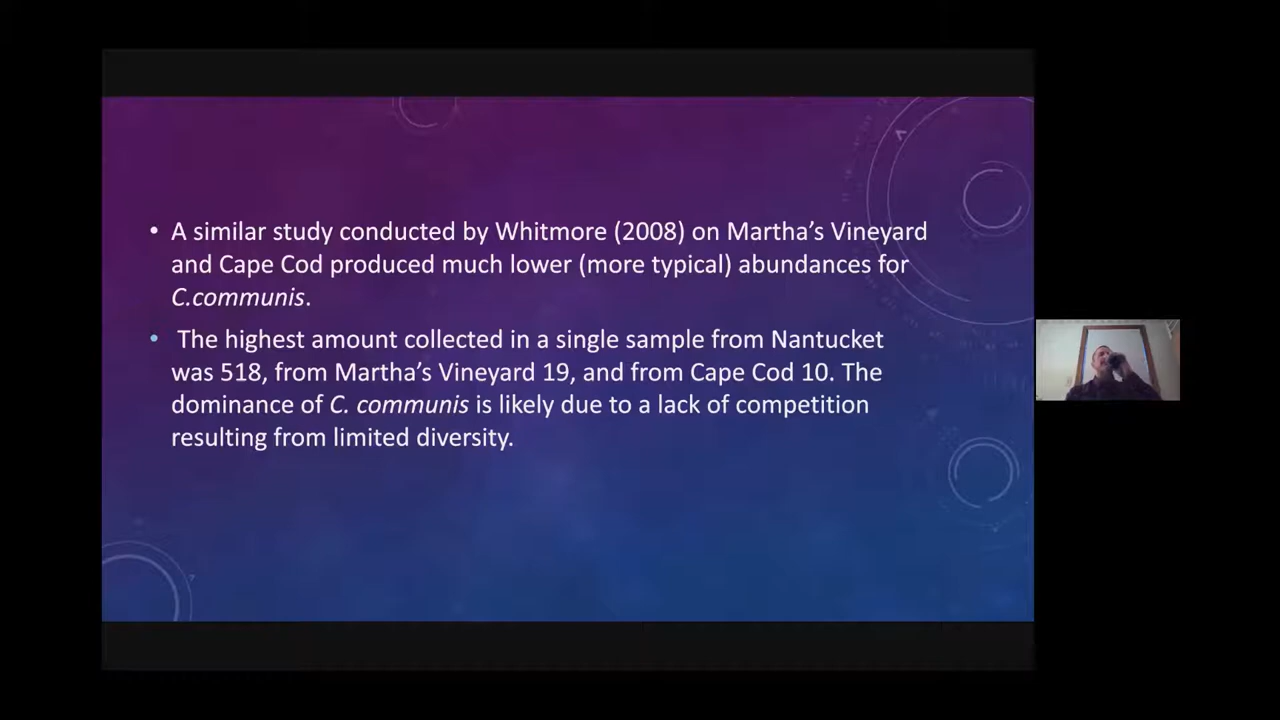 • A similar study conducted by Whitmore (2008) on Martha’s Vineyard
and Cape Cod produced much lower (more typical) abundances for
C.communis.
• The highest amount collected in a single sample from Nantucket
was 518, from Martha’s Vineyard 19, and from Cape Cod 10. The
dominance of C. communis is likely due to a lack of competition
resulting from limited diversity.